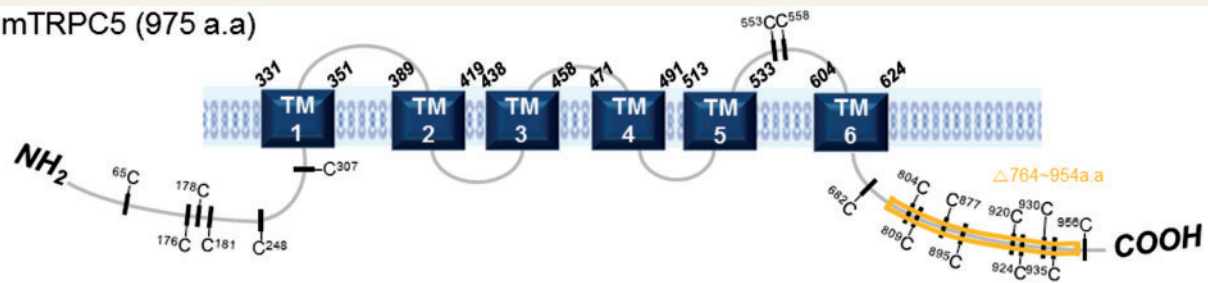 mTRPC5 (975 a.a)
553CC558
331 351 389 419 438 458 471 491 513 533 604 624
TM 1
TM 2
TM 3
TM 4
TM 5
TM 6
NH2
65C
178C
176C
C181
C248
C307
682C
△764~954a.a
804C
809C
C877
895C
920C
924C
930C
935C
956C
COOH